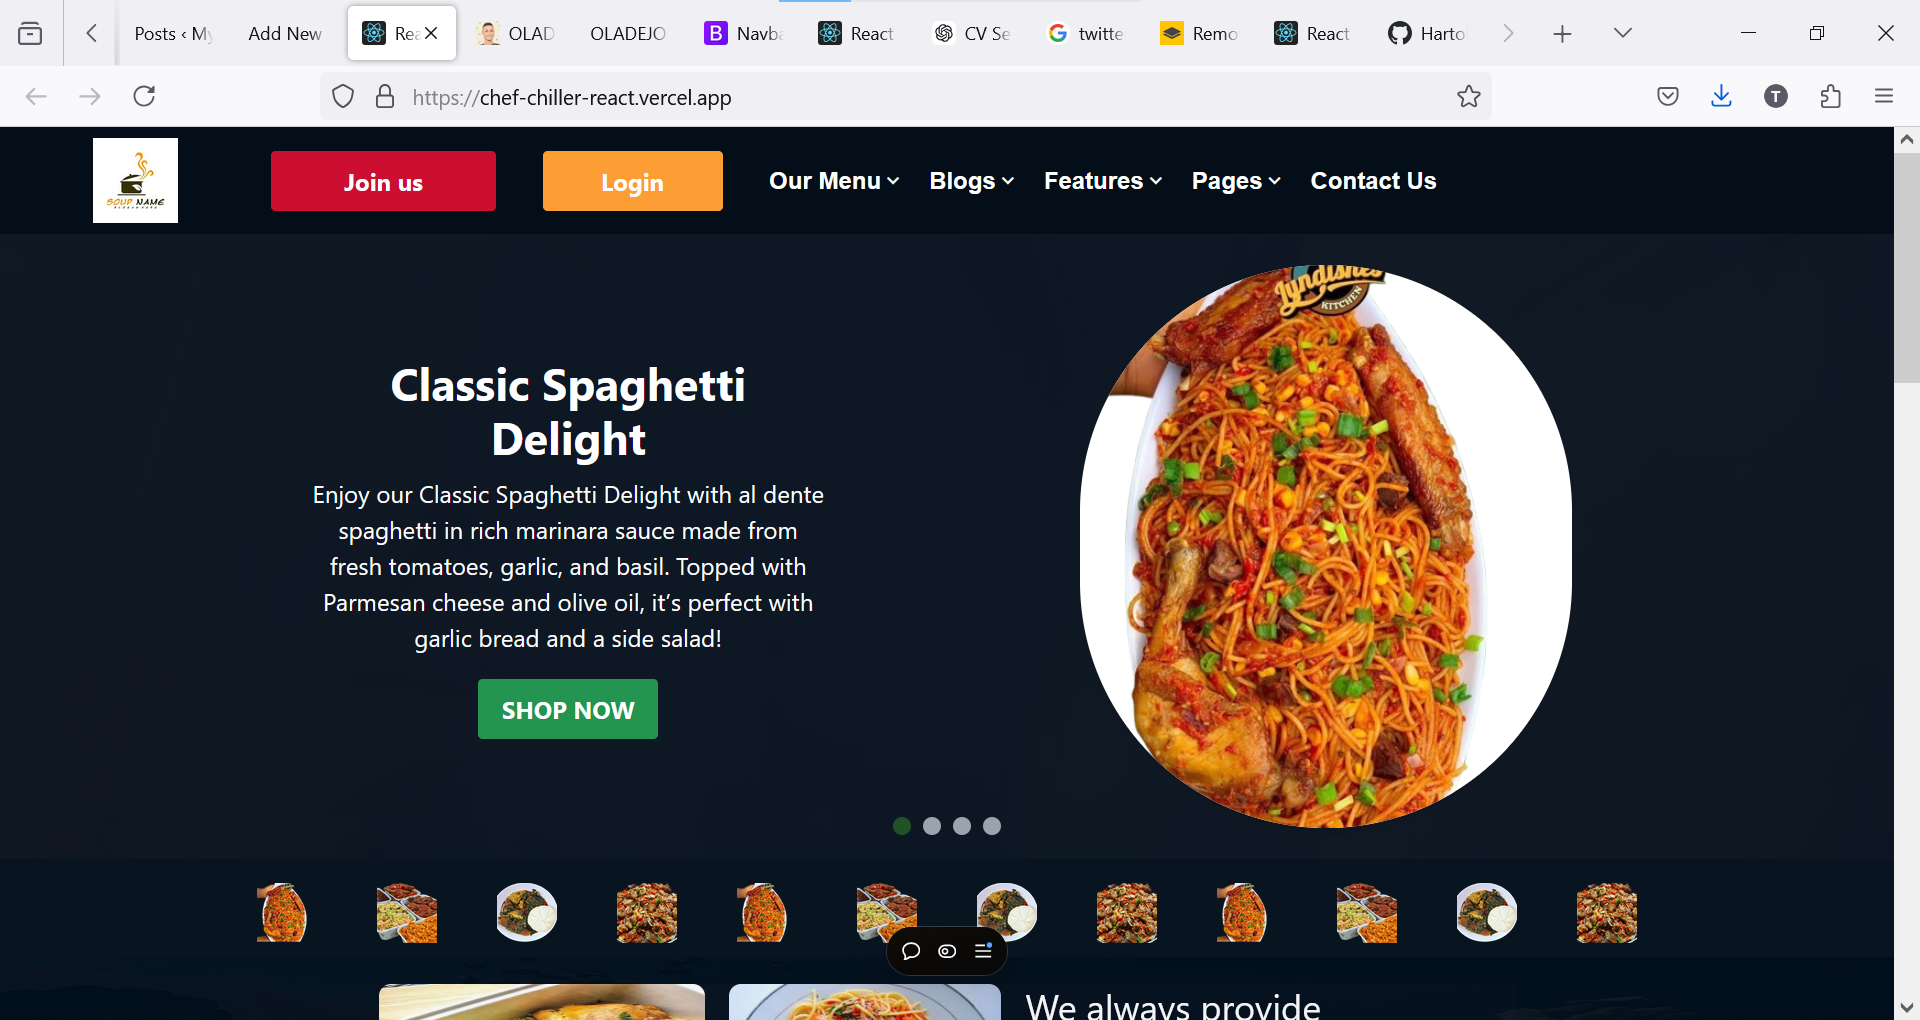 Posts ‹ My
Add New
Rea
OLAD
OLADEJO
Navba
React
CV Se
twitte
Remo
React
Harto
https://chef-chiller-react.vercel.app
T
SOUP NAME
Join us
Login
Our Menu
Blogs
Features
Pages
Contact Us
Lyndishes
KITCHEN
Classic Spaghetti
Delight
Enjoy our Classic Spaghetti Delight with al dente
spaghetti in rich marinara sauce made from
fresh tomatoes, garlic, and basil. Topped with
Parmesan cheese and olive oil, it’s perfect with
garlic bread and a side salad!
SHOP NOW
We always provide